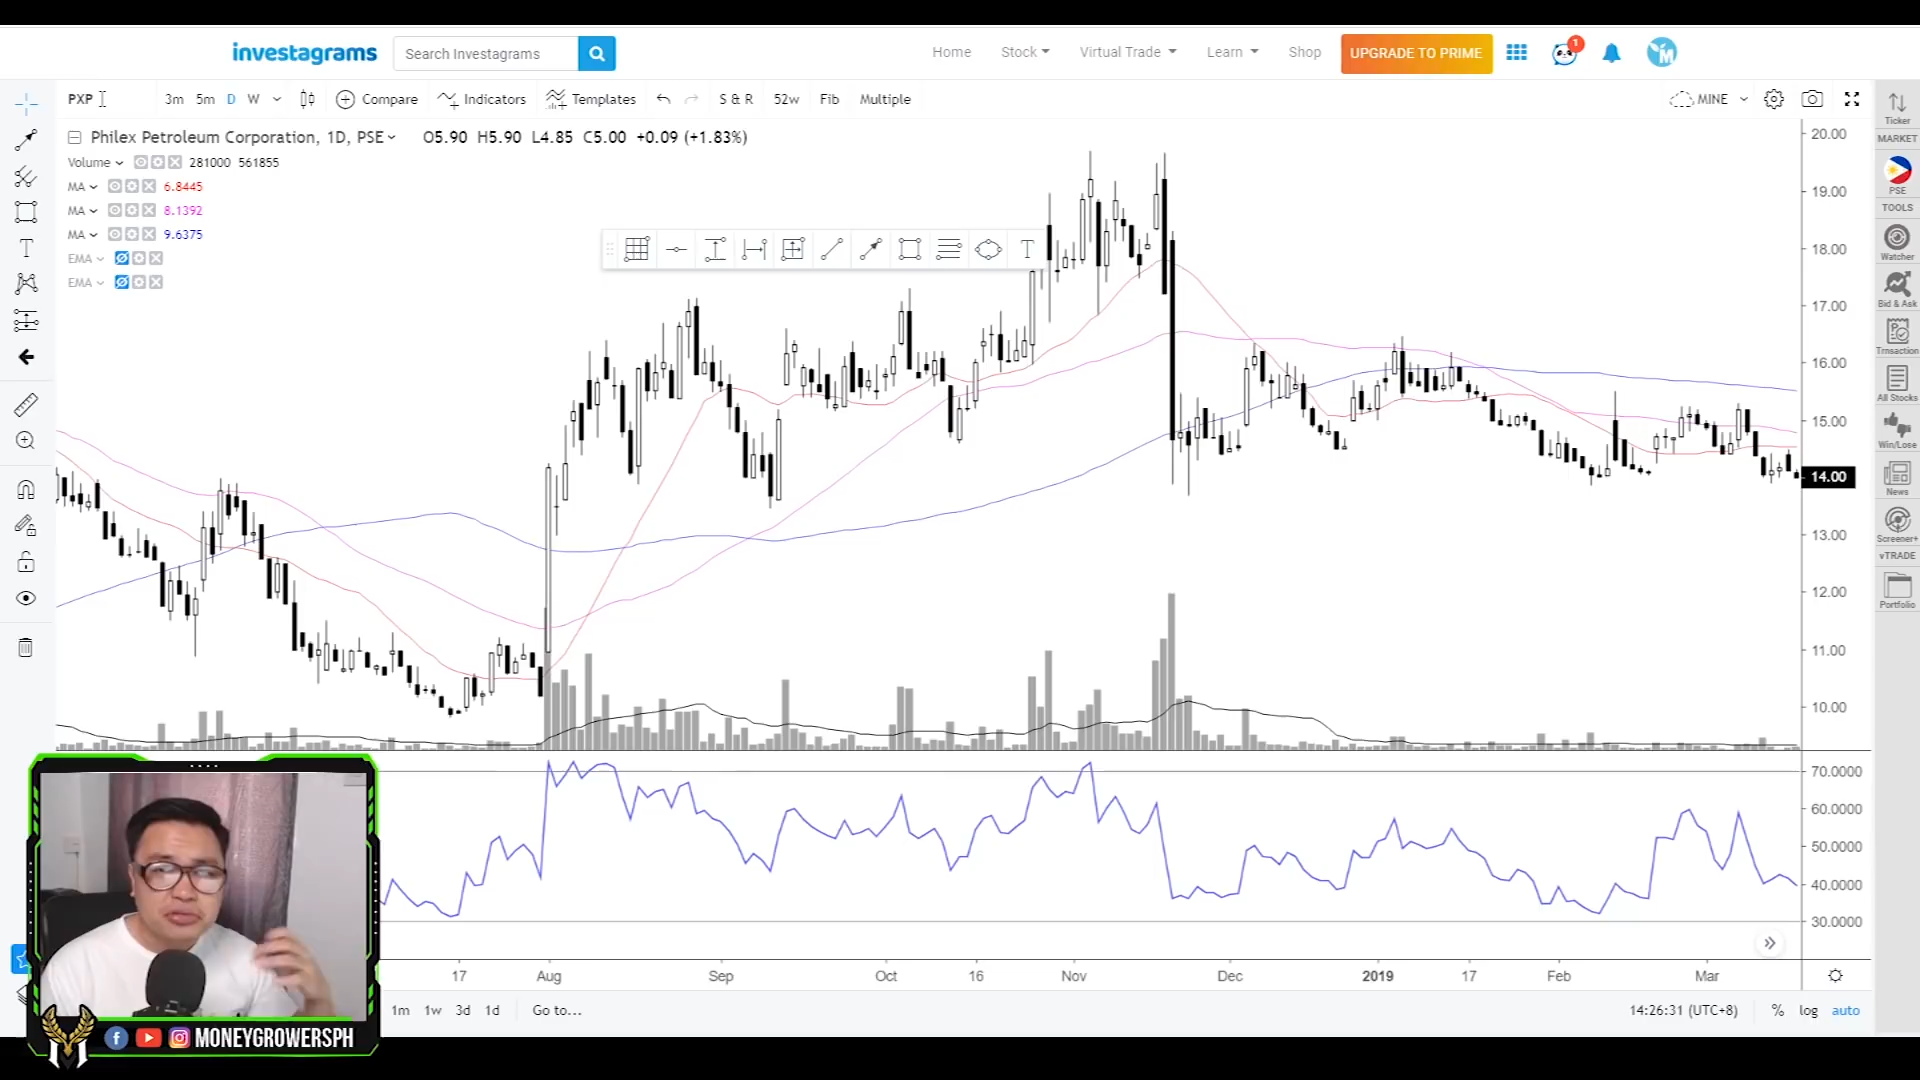 investagrams Search Investagrams Home Stock Virtual Trade Learn Shop UPGRADE TO PRIME 1
PXP 3m 5m D W Compare Indicators Templates S & R 52w Fib Multiple MINE
Philex Petroleum Corporation, 1D, PSE O5.90 H5.90 L4.85 C5.00 +0.09 (+1.83%)
Volume 281000 561855
MA 6.8445
MA 8.1392
MA 9.6375
EMA
EMA
T
T
20.00
19.00
18.00
17.00
16.00
15.00
14.00
13.00
12.00
11.00
10.00
70.0000
60.0000
50.0000
40.0000
30.0000
Ticker
MARKET
PSE
TOOLS
Watcher
Bid & Ask
Trnsaction
All Stocks
Win/Lose
News
Screener+
vTRADE
Portfolio
17 Aug Sep Oct 16 Nov Dec 2019 17 Feb Mar
1m 1w 3d 1d Go to... 14:26:31 (UTC+8) % log auto
MONEYGROWERSPH